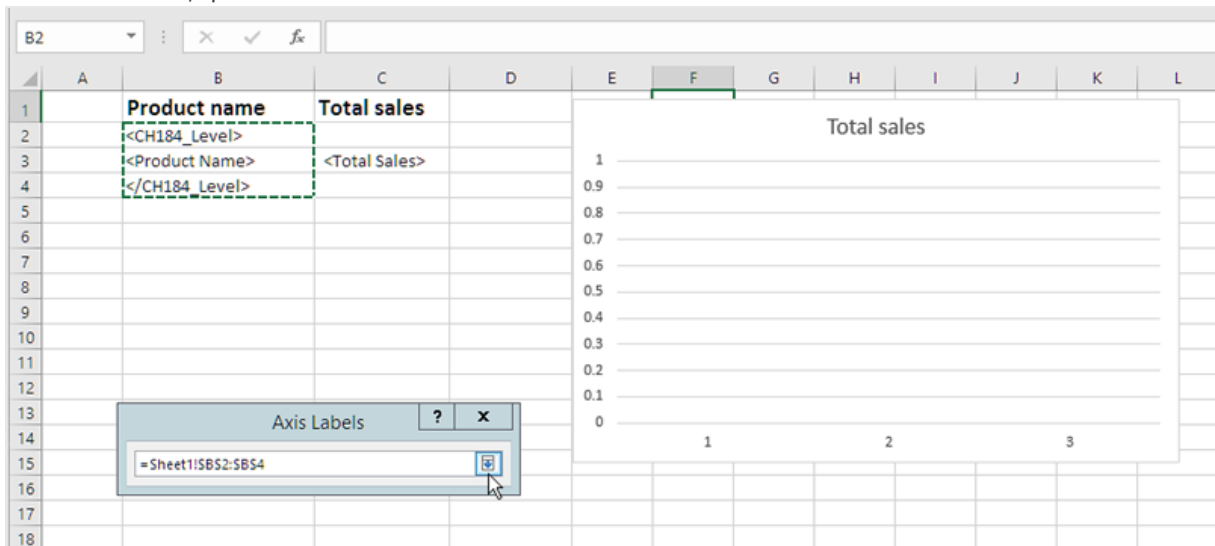 B2 fx
A B C D E F G H I J K L
1 Product name Total sales
2 <CH184_Level>
3 <Product Name> <Total Sales>
4 </CH184_Level>
5
6
7
8
9
10
11
12
13
14
15
16
17
18
Total sales
1
0.9
0.8
0.7
0.6
0.5
0.4
0.3
0.2
0.1
0
1 2 3
Axis Labels ? x
=Sheet1!$B$2:$B$4